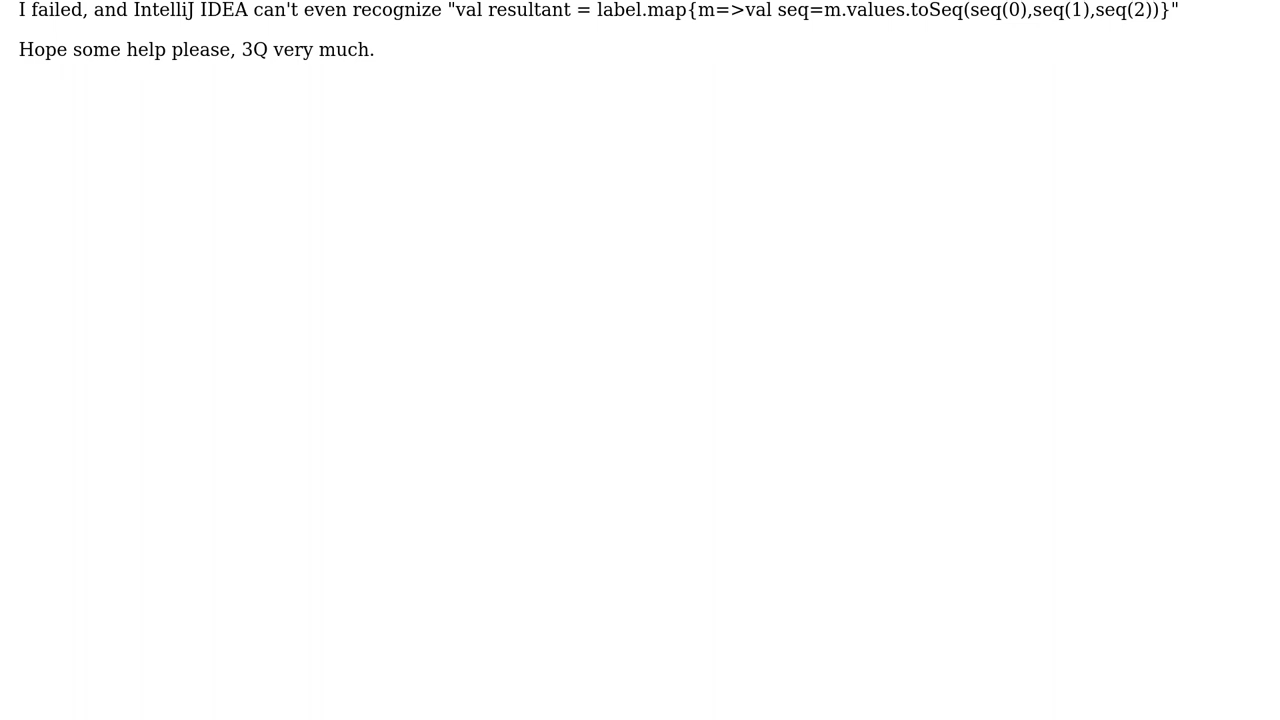 I failed, and IntelliJ IDEA can't even recognize "val resultant = label.map{m=>val seq=m.values.toSeq(seq(0),seq(1),seq(2))}"
Hope some help please, 3Q very much.